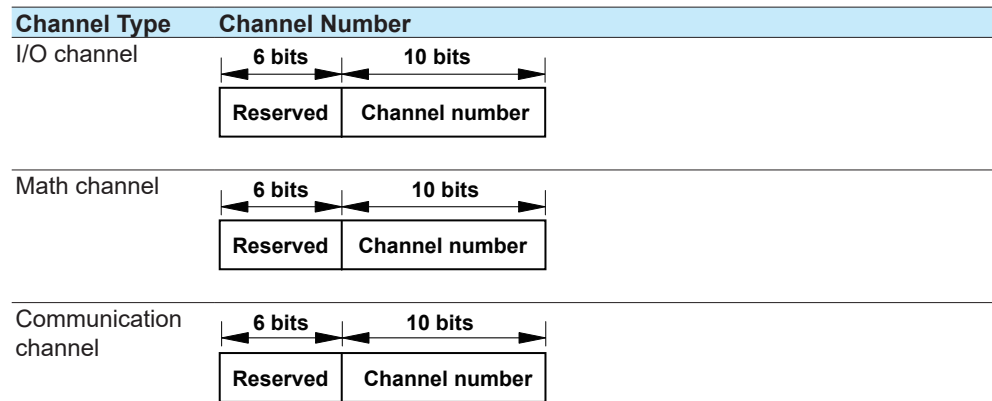 Channel Type Channel Number
I/O channel
6 bits 10 bits
Reserved Channel number
Math channel
6 bits 10 bits
Reserved Channel number
Communication
channel
6 bits 10 bits
Reserved Channel number